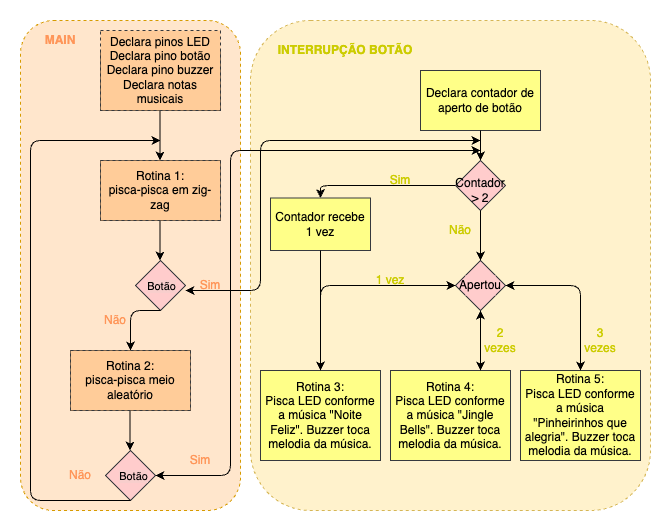 MAIN
Declara pinos LED
Declara pino botão
Declara pino buzzer
Declara notas
musicais
Rotina 1:
pisca-pisca em zig-
zag
Botão
Sim
Não
Rotina 2:
pisca-pisca meio
aleatório
Botão
Sim
Não
INTERRUPÇÃO BOTÃO
Declara contador de
aperto de botão
Contador
> 2
Sim
Não
Contador recebe
1 vez
Apertou
1 vez
2
vezes
3
vezes
Rotina 3:
Pisca LED conforme
a música "Noite
Feliz". Buzzer toca
melodia da música.
Rotina 4:
Pisca LED conforme
a música "Jingle
Bells". Buzzer toca
melodia da música.
Rotina 5:
Pisca LED conforme
a música
"Pinheirinhos que
alegria". Buzzer toca
melodia da música.